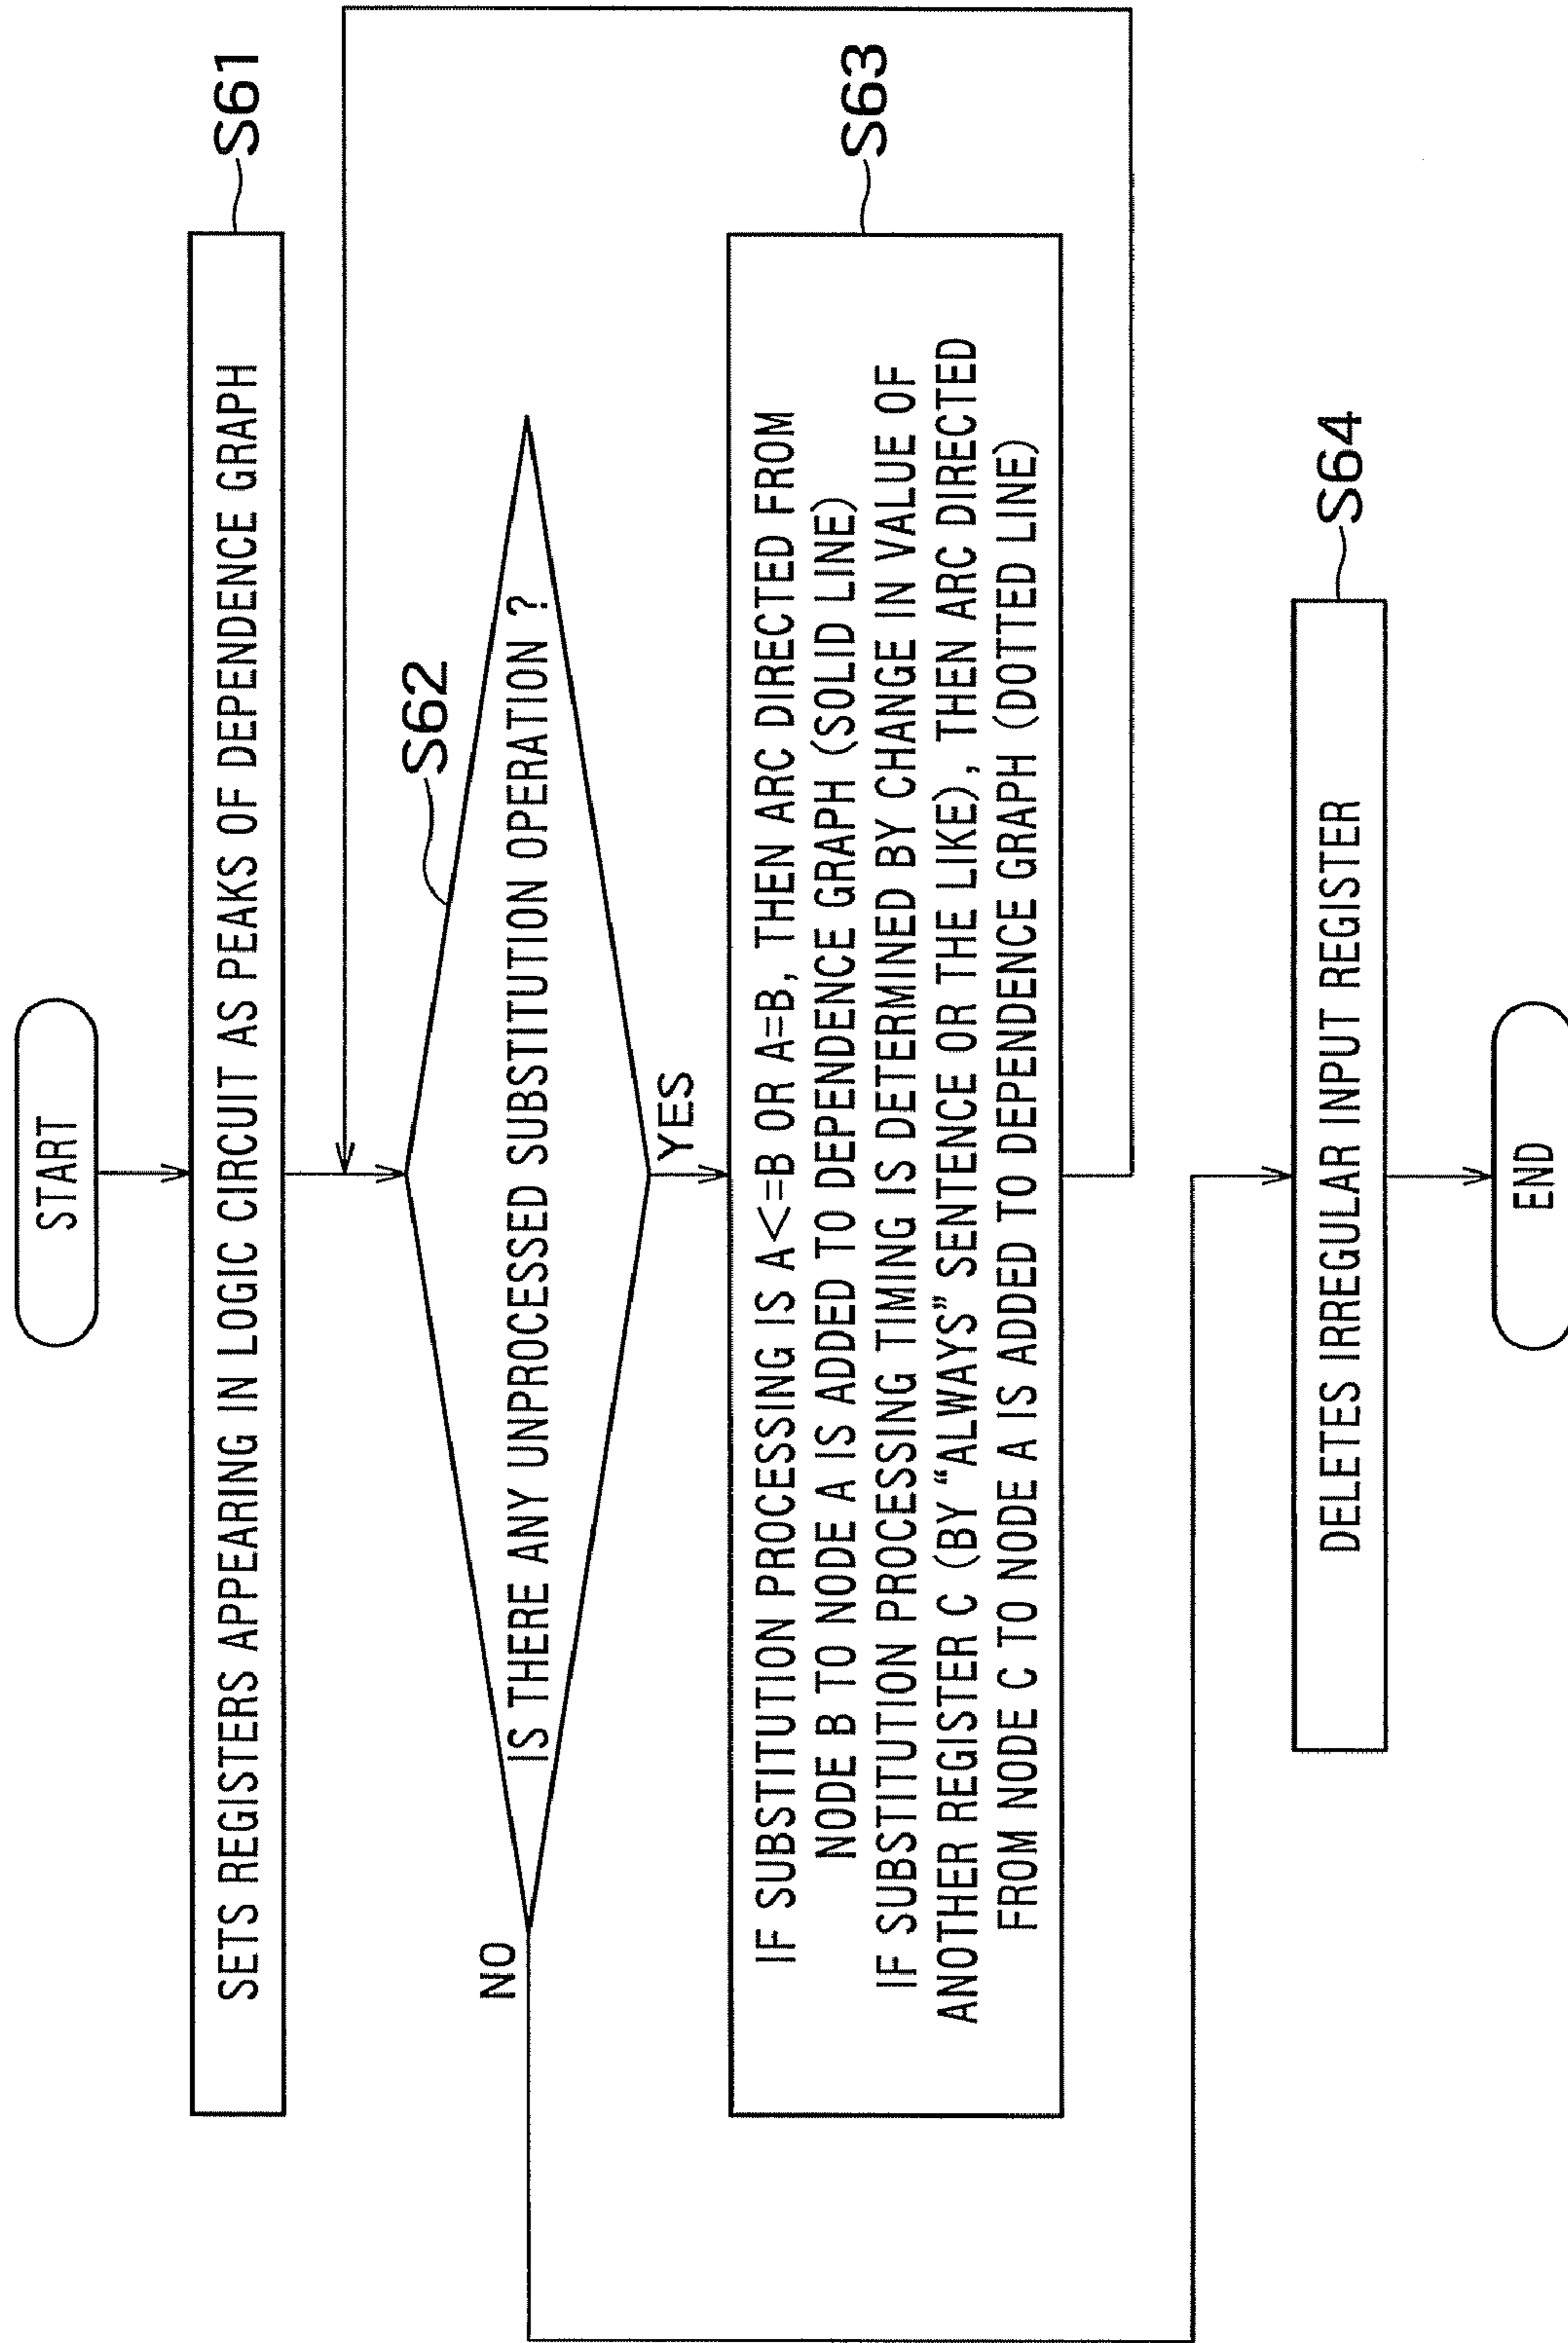 START
S61
SETS REGISTERS APPEARING IN LOGIC CIRCUIT AS PEAKS OF DEPENDENCE GRAPH
S62
IS THERE ANY UNPROCESSED SUBSTITUTION OPERATION ?
NO
YES
S63
IF SUBSTITUTION PROCESSING IS A<=B OR A=B, THEN ARC DIRECTED FROM
NODE B TO NODE A IS ADDED TO DEPENDENCE GRAPH (SOLID LINE)
IF SUBSTITUTION PROCESSING TIMING IS DETERMINED BY CHANGE IN VALUE OF
ANOTHER REGISTER C (BY “ALWAYS” SENTENCE OR THE LIKE), THEN ARC DIRECTED
FROM NODE C TO NODE A IS ADDED TO DEPENDENCE GRAPH (DOTTED LINE)
S64
DELETES IRREGULAR INPUT REGISTER
END